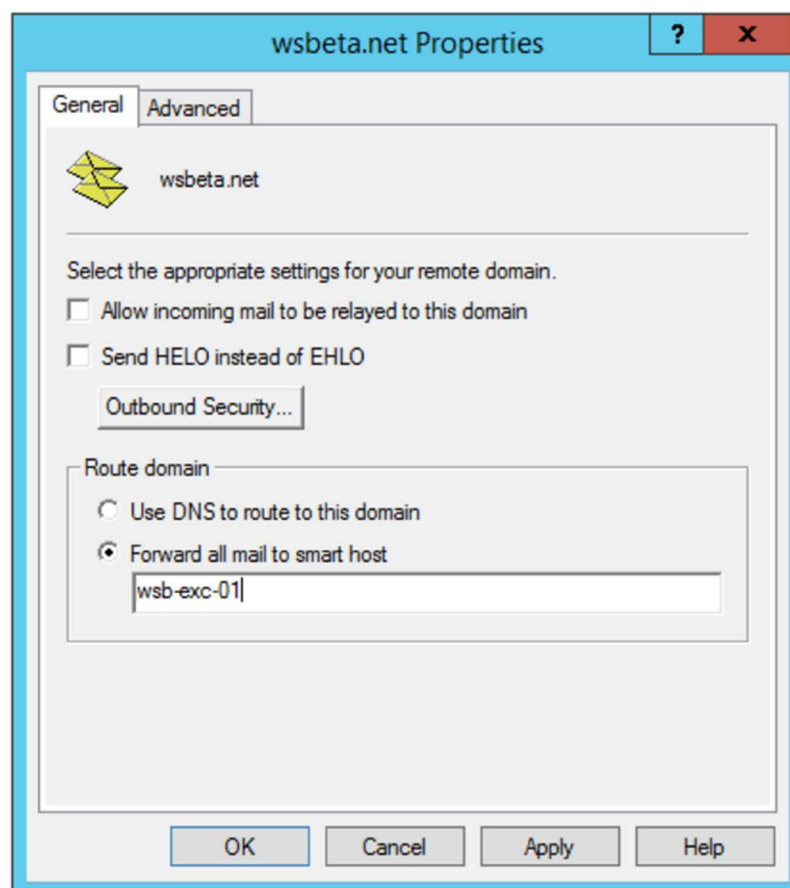 wsbeta.net Properties
?
x
General
Advanced
wsbeta.net
Select the appropriate settings for your remote domain.
Allow incoming mail to be relayed to this domain
Send HELO instead of EHLO
Outbound Security...
Route domain
Use DNS to route to this domain
Forward all mail to smart host
wsb-exc-01
OK
Cancel
Apply
Help